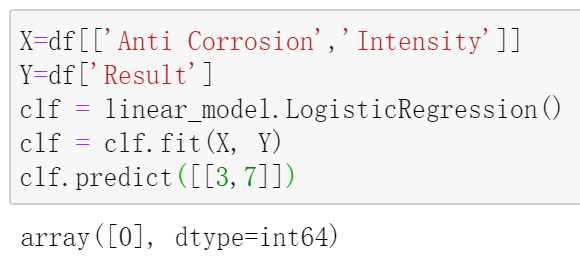 X=df[['Anti Corrosion','Intensity']]
Y=df['Result']
clf = linear_model.LogisticRegression()
clf = clf.fit(X, Y)
clf.predict([[3,7]])
array([0], dtype=int64)